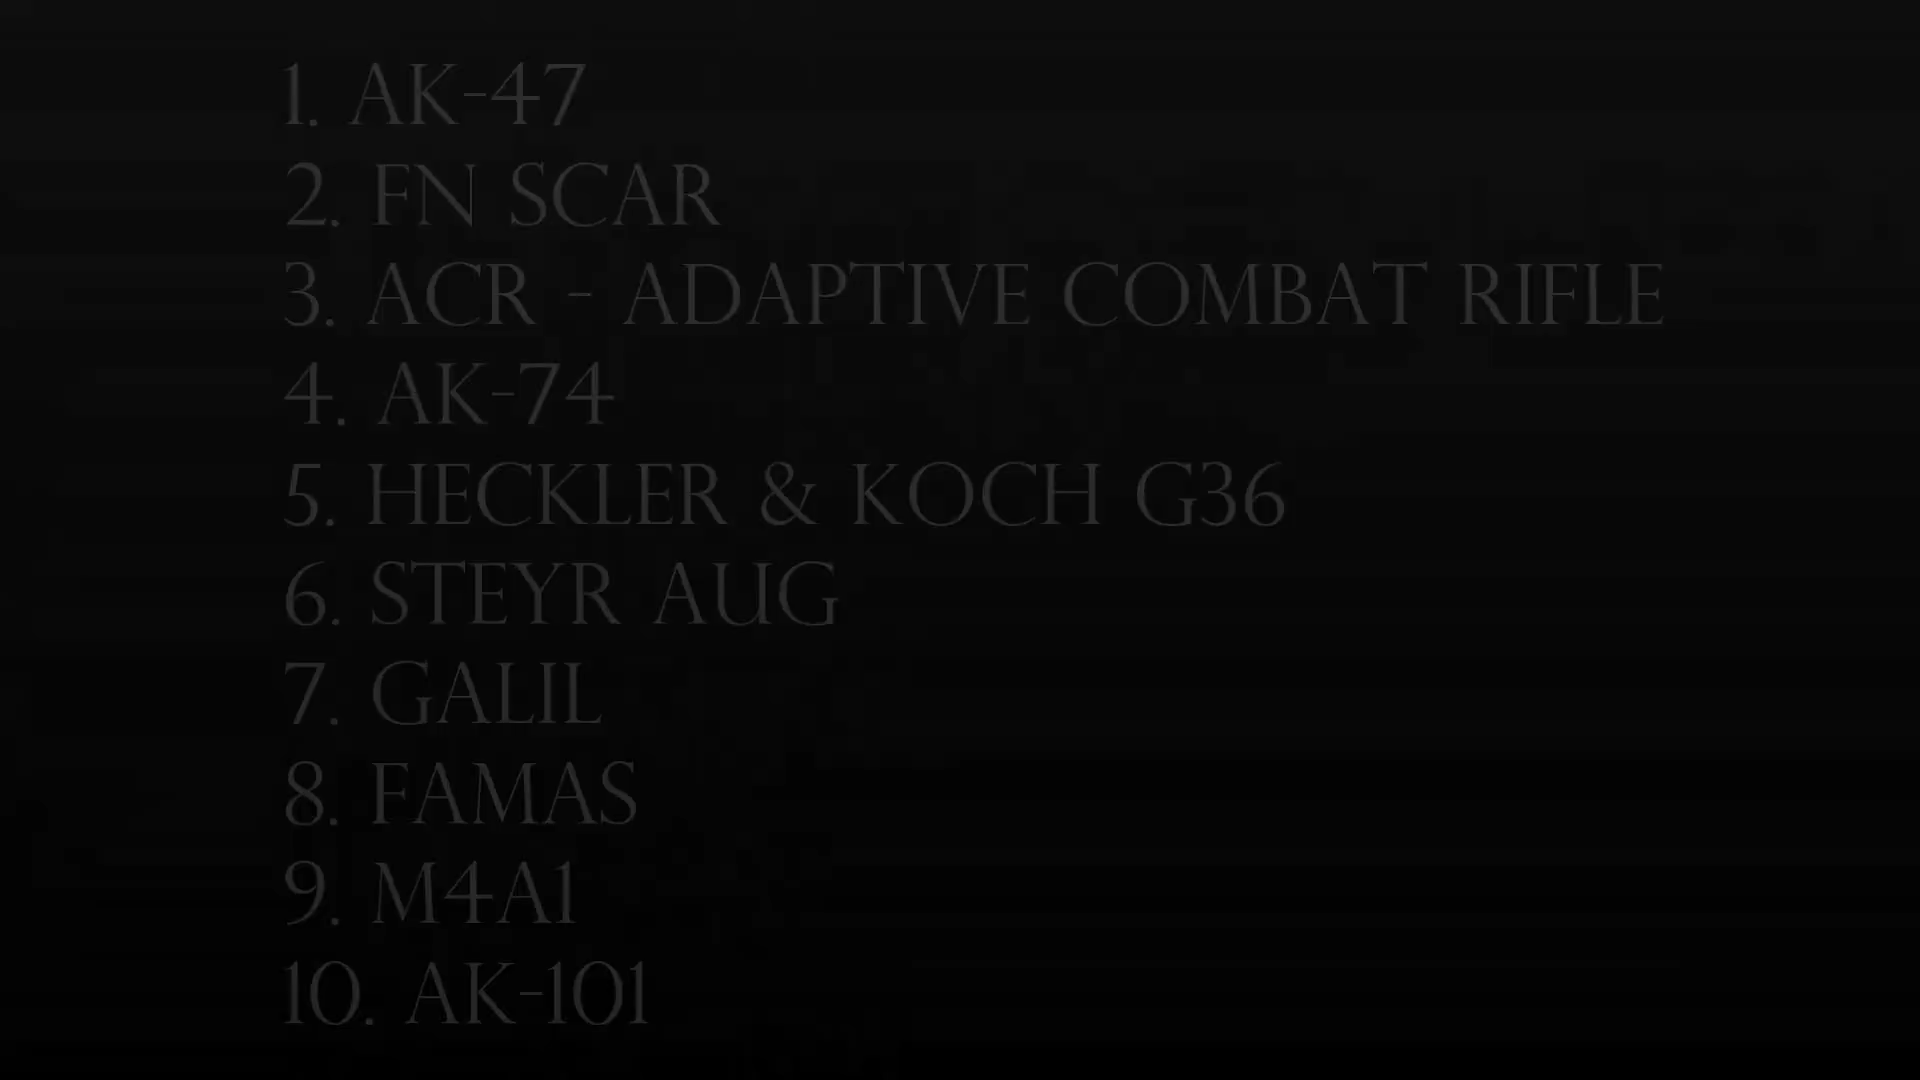 1. AK-47
2. FN SCAR
3. ACR - ADAPTIVE COMBAT RIFLE
4. AK-74
5. HECKLER & KOCH G36
6. STEYR AUG
7. GALIL
8. FAMAS
9. M4A1
10. AK-101